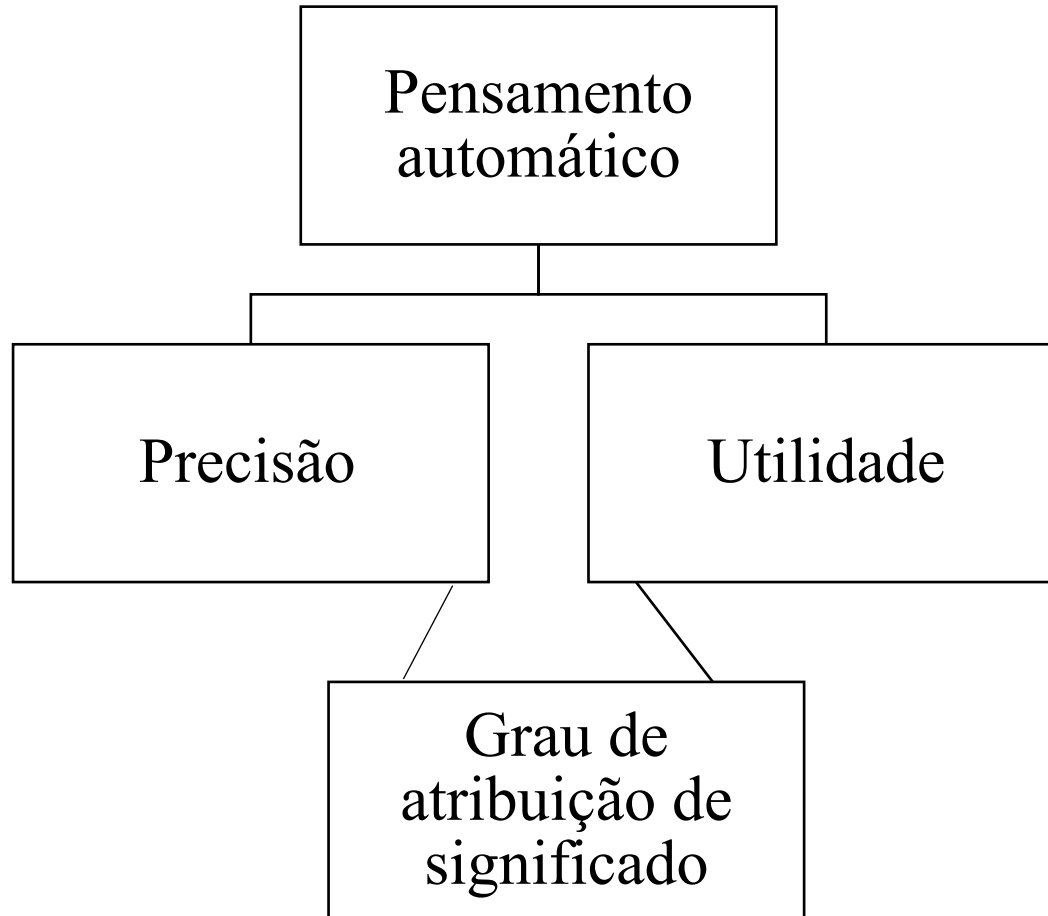 Pensamento
automático
Precisão
Utilidade
Grau de
atribuição de
significado